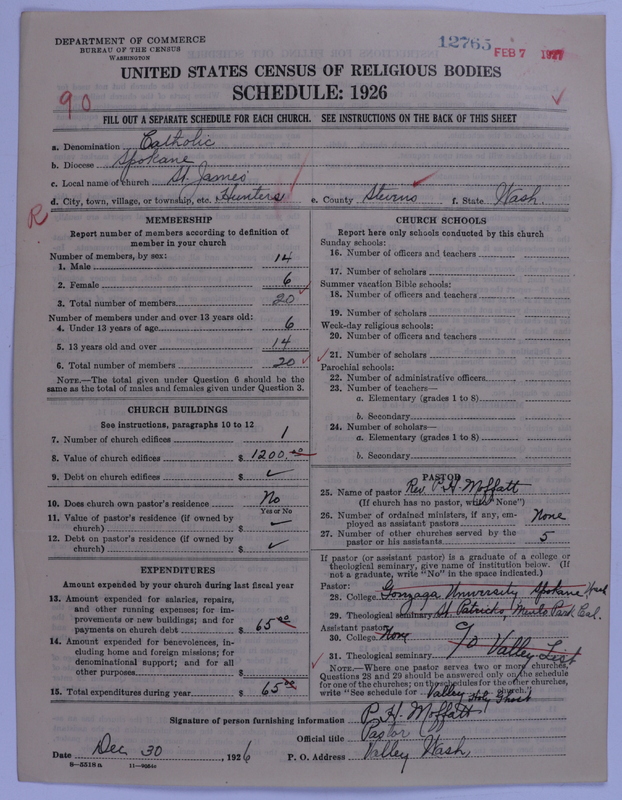 DEPARTMENT OF COMMERCE
BUREAU OF THE CENSUS
WASHINGTON
12765
FEB 7 1927
UNITED STATES CENSUS OF RELIGIOUS BODIES
SCHEDULE: 1926
90
FILL OUT A SEPARATE SCHEDULE FOR EACH CHURCH. SEE INSTRUCTIONS ON THE BACK OF THIS SHEET
a. Denomination Catholic
b. Diocese Spokane
c. Local name of church St. James
d. City, town, village, or township, etc. Hunters e. County Stevens f. State Wash.
R
MEMBERSHIP
Report number of members according to definition of
member in your church
Number of members, by sex:
1. Male 14
2. Female 6
3. Total number of members 20
Number of members under and over 13 years old:
4. Under 13 years of age 6
5. 13 years old and over 14
6. Total number of members 20
NOTE.—The total given under Question 6 should be the
same as the total of males and females given under Question 3.
CHURCH BUILDINGS
See instructions, paragraphs 10 to 12
7. Number of church edifices 1
8. Value of church edifices $ 1200.00
9. Debt on church edifices $ ✓
10. Does church own pastor's residence No
Yes or No
11. Value of pastor's residence (if owned by
church) $ ✓
12. Debt on pastor's residence (if owned by
church) $ ✓
EXPENDITURES
Amount expended by your church during last fiscal year
13. Amount expended for salaries, repairs,
and other running expenses; for im-
provements or new buildings; and for
payments on church debt $ 65.00
14. Amount expended for benevolences, in-
cluding home and foreign missions; for
denominational support; and for all
other purposes $
15. Total expenditures during year $ 65.00
CHURCH SCHOOLS
Report here only schools conducted by this church
Sunday schools:
16. Number of officers and teachers
17. Number of scholars
Summer vacation Bible schools:
18. Number of officers and teachers
19. Number of scholars
Week-day religious schools:
20. Number of officers and teachers
21. Number of scholars
Parochial schools:
22. Number of administrative officers
23. Number of teachers—
a. Elementary (grades 1 to 8)
b. Secondary
24. Number of scholars—
a. Elementary (grades 1 to 8)
b. Secondary
PASTOR
25. Name of pastor Rev. P. H. Moffatt
(If church has no pastor, write "None")
26. Number of ordained ministers, if any, em-
ployed as assistant pastors None
27. Number of other churches served by the
pastor or his assistants 5
If pastor (or assistant pastor) is a graduate of a college or
theological seminary, give name of institution below. (If
not a graduate, write "No" in the space indicated.)
Pastor:
28. College Gonzaga University, Spokane Wash
29. Theological seminary St Patricks, Menlo Park Cal.
Assistant pastor:
30. College None
c/o Valley List
31. Theological seminary
NOTE.—Where one pastor serves two or more churches,
Questions 28 and 29 should be answered only on the schedule
for one of the churches; on the schedules for the other churches,
write "See schedule for Valley Holy Ghost church."
Signature of person furnishing information P. H. Moffatt
Official title Pastor
Date Dec 30, 1926 P. O. Address Valley Wash
8—5518 a